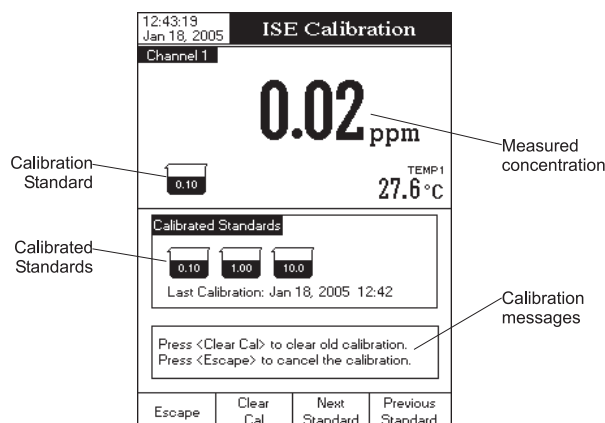 12:43:19
Jan 18, 2005
ISE Calibration
Channel 1
0.02 ppm
Measured
concentration
Calibration
Standard
0.10
TEMP1
27.6°C
Calibrated Standards
Calibrated
Standards
0.10 1.00 10.0
Last Calibration: Jan 18, 2005 12:42
Calibration
messages
Press <Clear Cal> to clear old calibration.
Press <Escape> to cancel the calibration.
Escape
Clear
Cal
Next
Standard
Previous
Standard